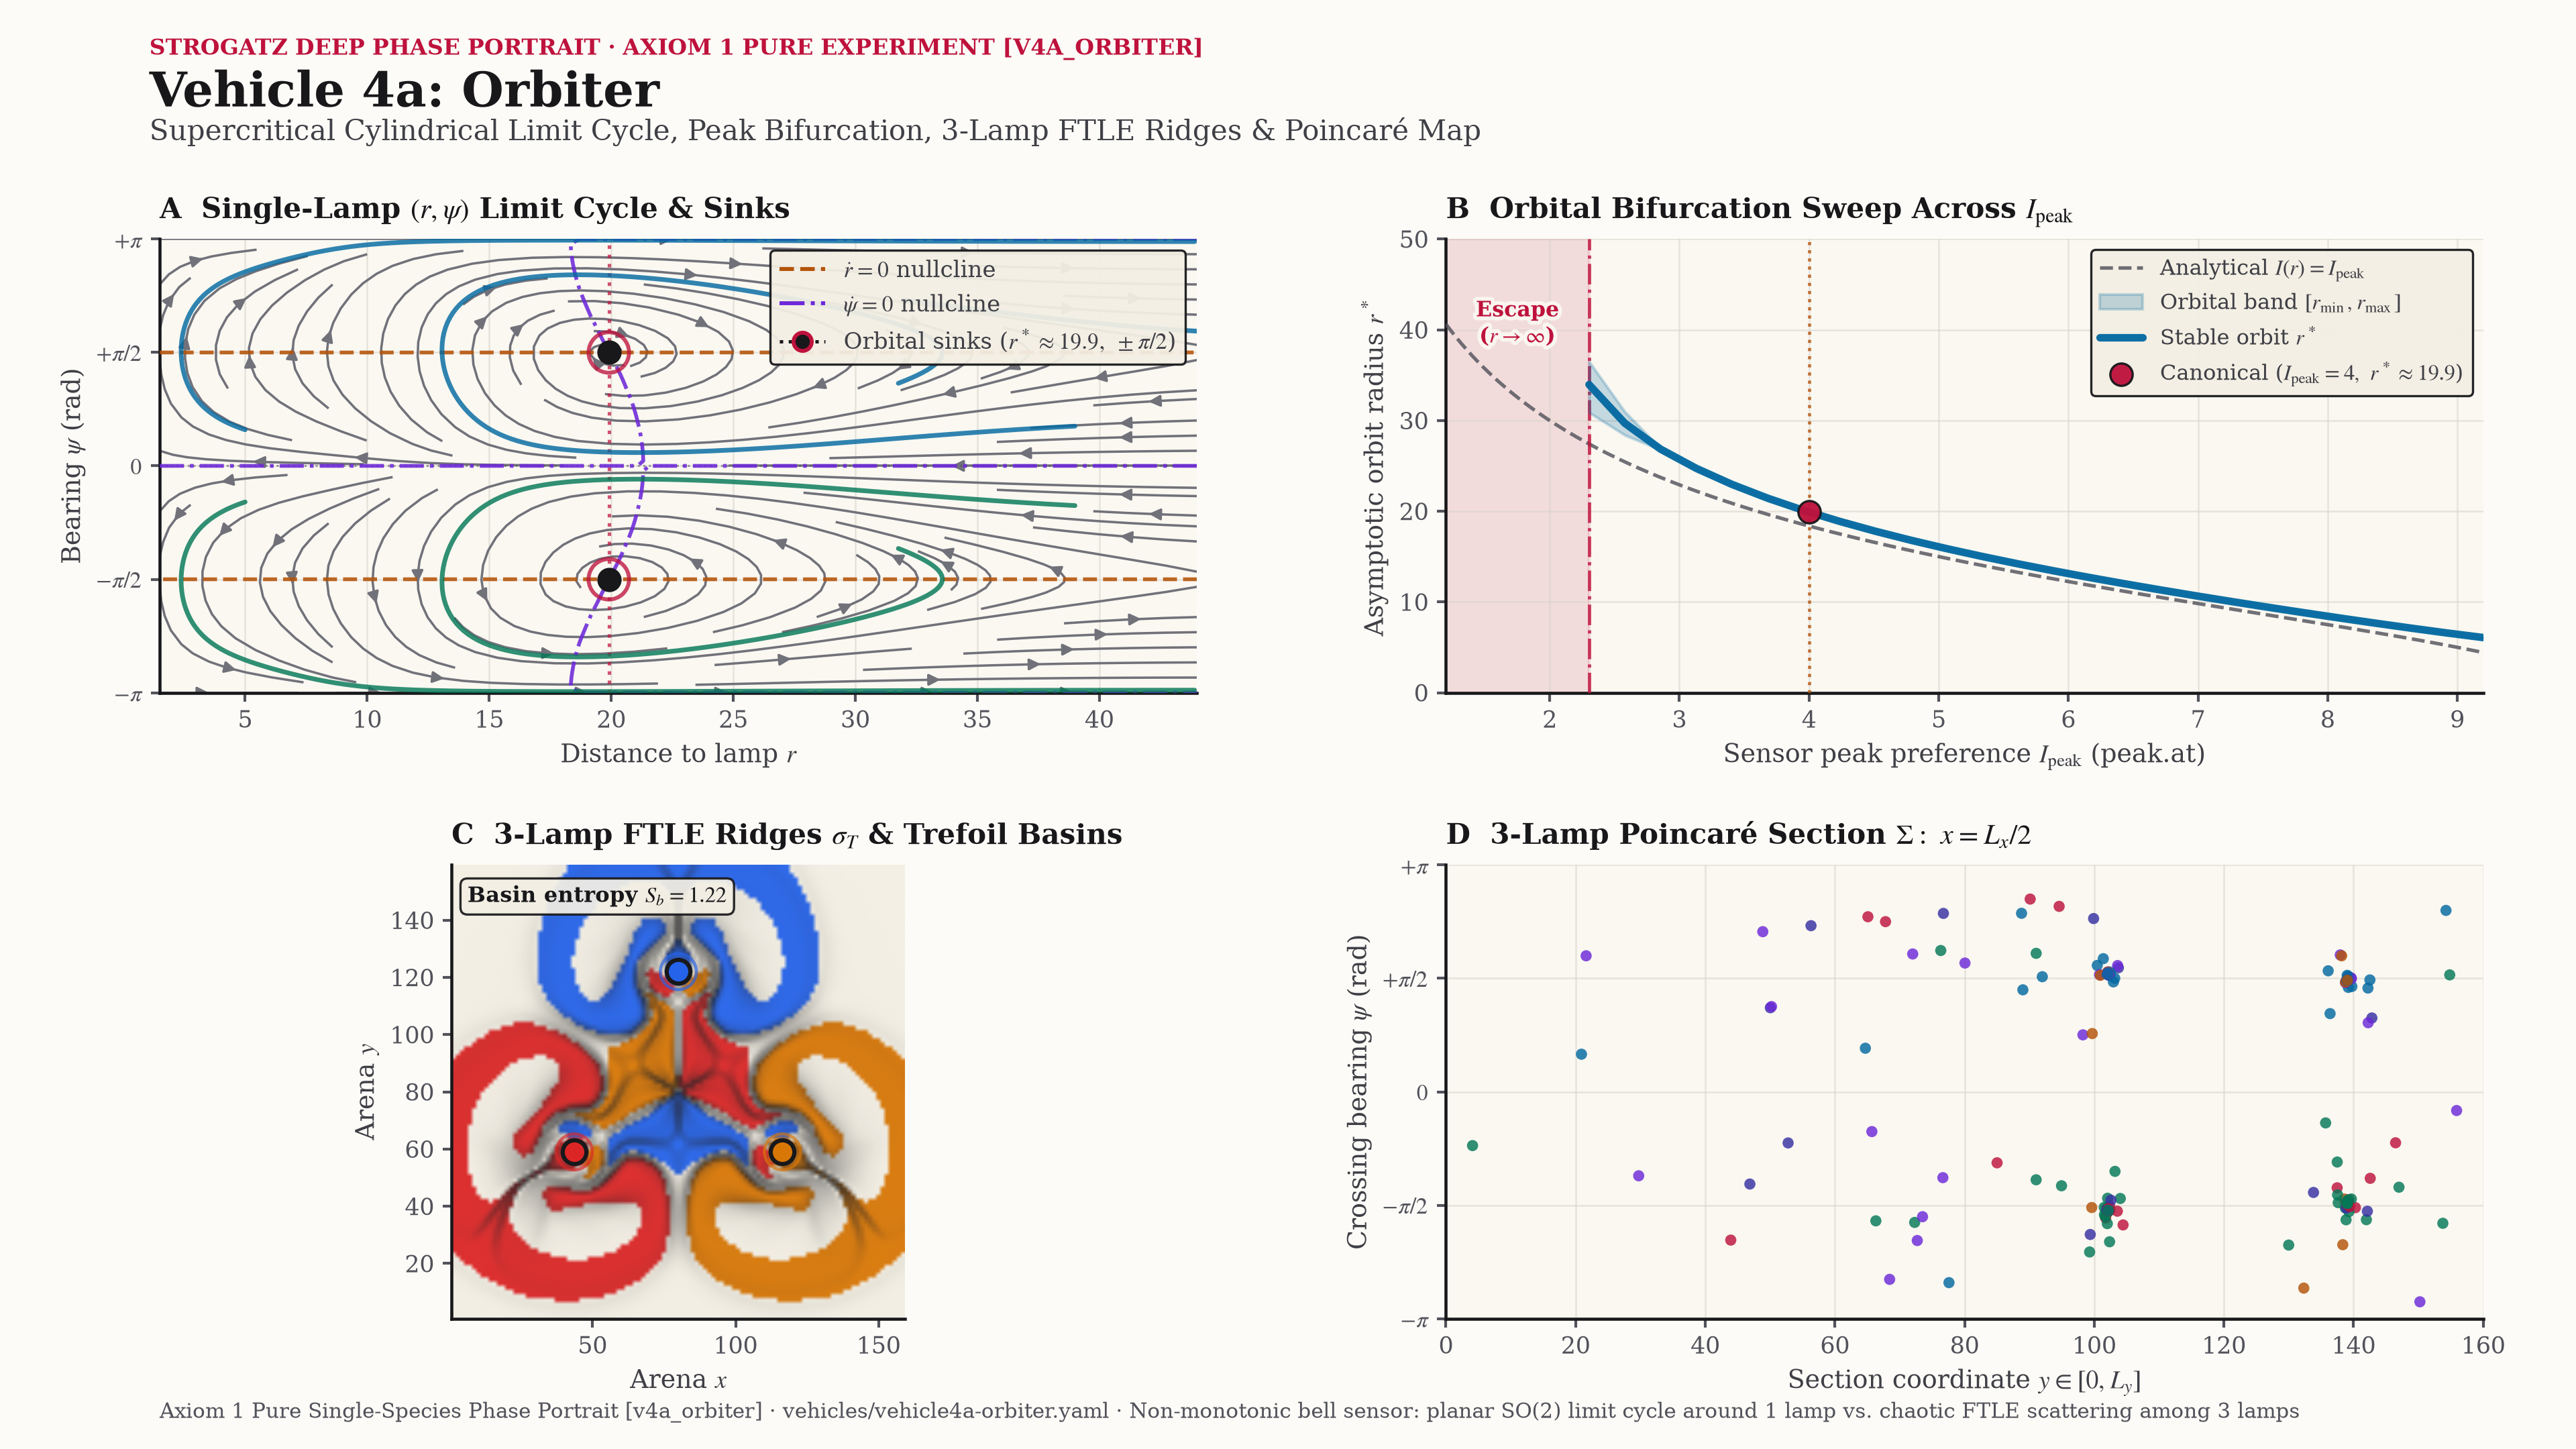 STROGATZ DEEP PHASE PORTRAIT · AXIOM 1 PURE EXPERIMENT [V4A_ORBITER]
Vehicle 4a: Orbiter
Supercritical Cylindrical Limit Cycle, Peak Bifurcation, 3-Lamp FTLE Ridges & Poincaré Map
A Single-Lamp (r, ψ) Limit Cycle & Sinks
+π
+π/2
0
−π/2
−π
Bearing ψ (rad)
5 10 15 20 25 30 35 40
Distance to lamp r
ṙ = 0 nullcline
ψ̇ = 0 nullcline
Orbital sinks (r* ≈ 19.9, ± π/2)
B Orbital Bifurcation Sweep Across I_peak
50
40
30
20
10
0
Asymptotic orbit radius r*
Escape
(r → ∞)
Analytical I(r) = I_peak
Orbital band [r_min, r_max]
Stable orbit r*
Canonical (I_peak = 4, r* ≈ 19.9)
2 3 4 5 6 7 8 9
Sensor peak preference I_peak (peak.at)
C 3-Lamp FTLE Ridges σ_T & Trefoil Basins
Basin entropy S_b = 1.22
140
120
100
80
60
40
20
Arena y
50 100 150
Arena x
D 3-Lamp Poincaré Section Σ : x = L_x/2
+π
+π/2
0
−π/2
−π
Crossing bearing ψ (rad)
0 20 40 60 80 100 120 140 160
Section coordinate y ∈ [0, L_y]
Axiom 1 Pure Single-Species Phase Portrait [v4a_orbiter] · vehicles/vehicle4a-orbiter.yaml · Non-monotonic bell sensor: planar SO(2) limit cycle around 1 lamp vs. chaotic FTLE scattering among 3 lamps